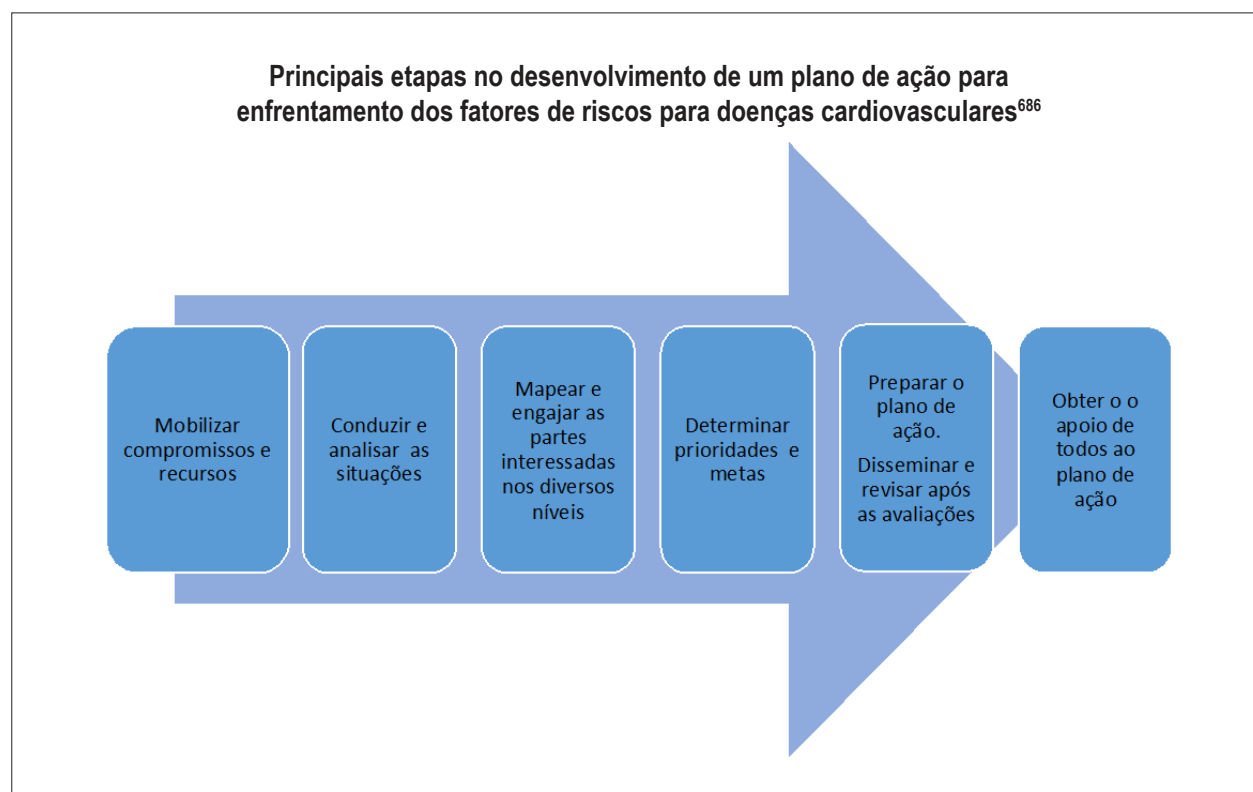 Principais etapas no desenvolvimento de um plano de ação para
enfrentamento dos fatores de riscos para doenças cardiovasculares686
Mobilizar
compromissos e
recursos
Conduzir e
analisar as
situações
Mapear e
engajar as
partes
interessadas
nos diversos
níveis
Determinar
prioridades e
metas
Preparar o
plano de
ação.
Disseminar e
revisar após
as avaliações
Obter o o
apoio de
todos ao
plano de
ação